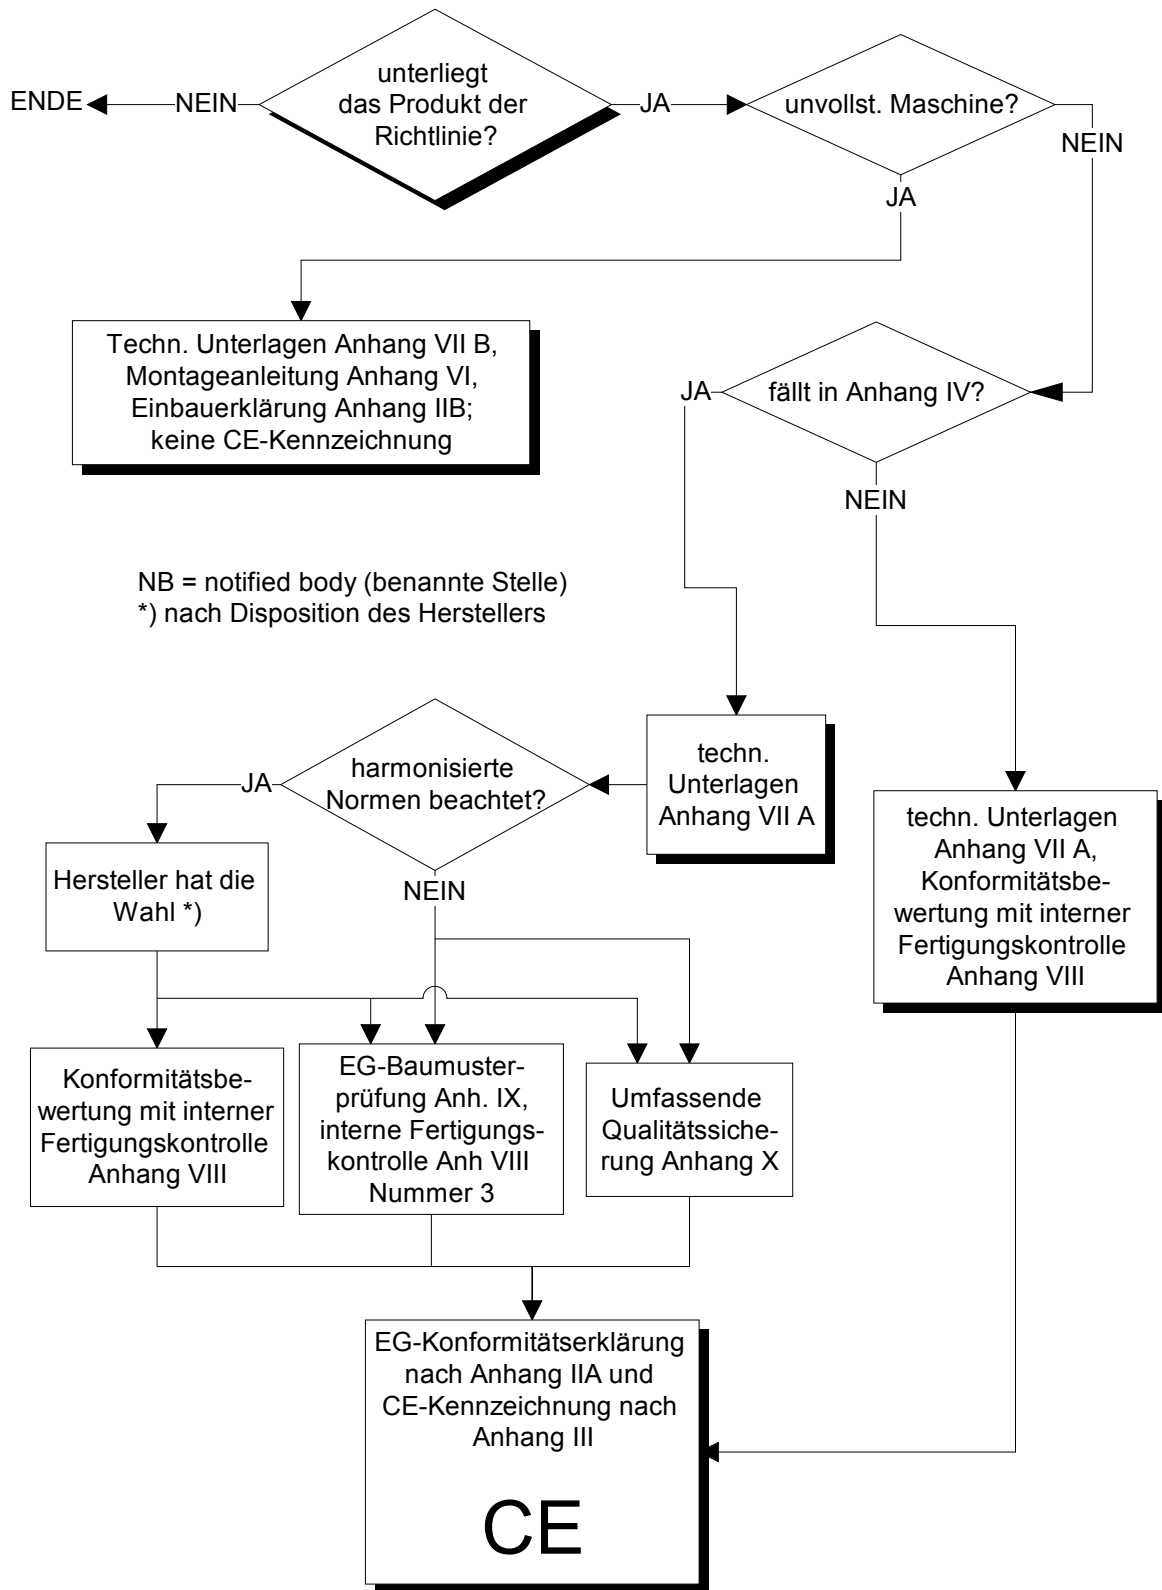 unterliegt
das Produkt der
Richtlinie?
ENDE
NEIN
JA
unvollst. Maschine?
NEIN
JA
Techn. Unterlagen Anhang VII B,
Montageanleitung Anhang VI,
Einbauerklärung Anhang IIB;
keine CE-Kennzeichnung
JA
fällt in Anhang IV?
NEIN
NB = notified body (benannte Stelle)
*) nach Disposition des Herstellers
techn.
Unterlagen
Anhang VII A
harmonisierte
Normen beachtet?
JA
NEIN
techn. Unterlagen
Anhang VII A,
Konformitätsbe-
wertung mit interner
Fertigungskontrolle
Anhang VIII
Hersteller hat die
Wahl *)
Konformitätsbe-
wertung mit interner
Fertigungskontrolle
Anhang VIII
EG-Baumuster-
prüfung Anh. IX,
interne Fertigungs-
kontrolle Anh VIII
Nummer 3
Umfassende
Qualitätssiche-
rung Anhang X
EG-Konformitätserklärung
nach Anhang IIA und
CE-Kennzeichnung nach
Anhang III
CE